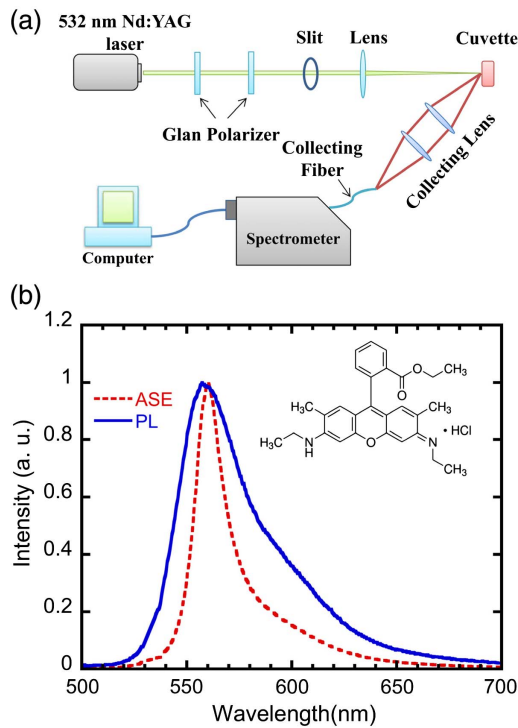 (a)
532 nm Nd:YAG
laser
Slit
Lens
Cuvette
Glan Polarizer
Collecting
Fiber
Collecting Lens
Spectrometer
Computer
(b)
1.2
1
0.8
0.6
0.4
0.2
0
Intensity (a. u.)
ASE
PL
O
CH₃
O
H₃C
CH₃
• HCl
H₃C
N
H
O
N
CH₃
500
550
600
650
700
Wavelength(nm)